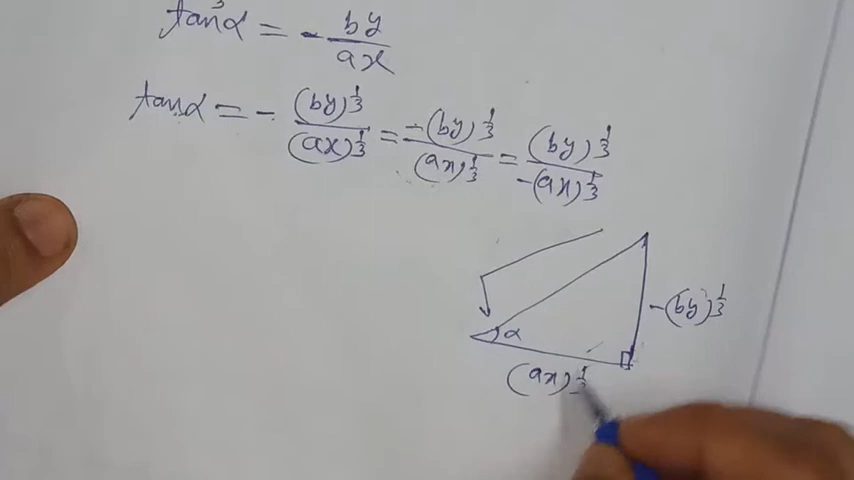 tan³α = - by/ax
tanα = - (by)^1/3/(ax)^1/3 = -(by)^1/3/(ax)^1/3 = (by)^1/3/-(ax)^1/3
-(by)^1/3
α
(ax)^1/3